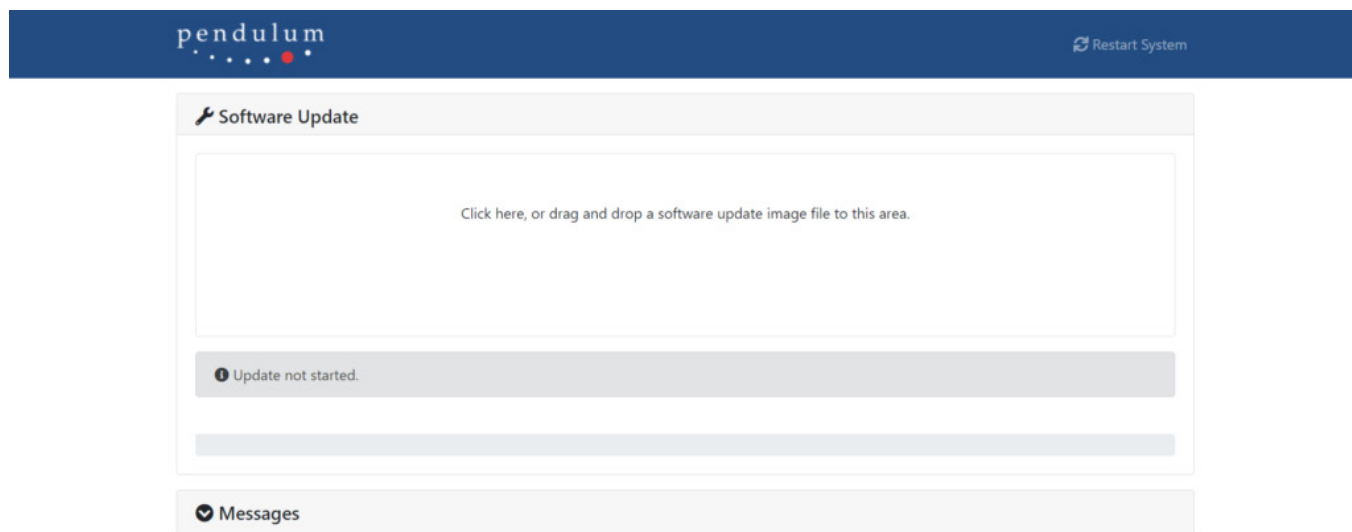 pendulum
Restart System
Software Update
Click here, or drag and drop a software update image file to this area.
Update not started.
Messages